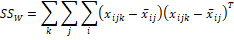 $SS_W = \sum_k \sum_j \sum_i (x_{ijk} - \bar{x}_{ij})(x_{ijk} - \bar{x}_{ij})^T$